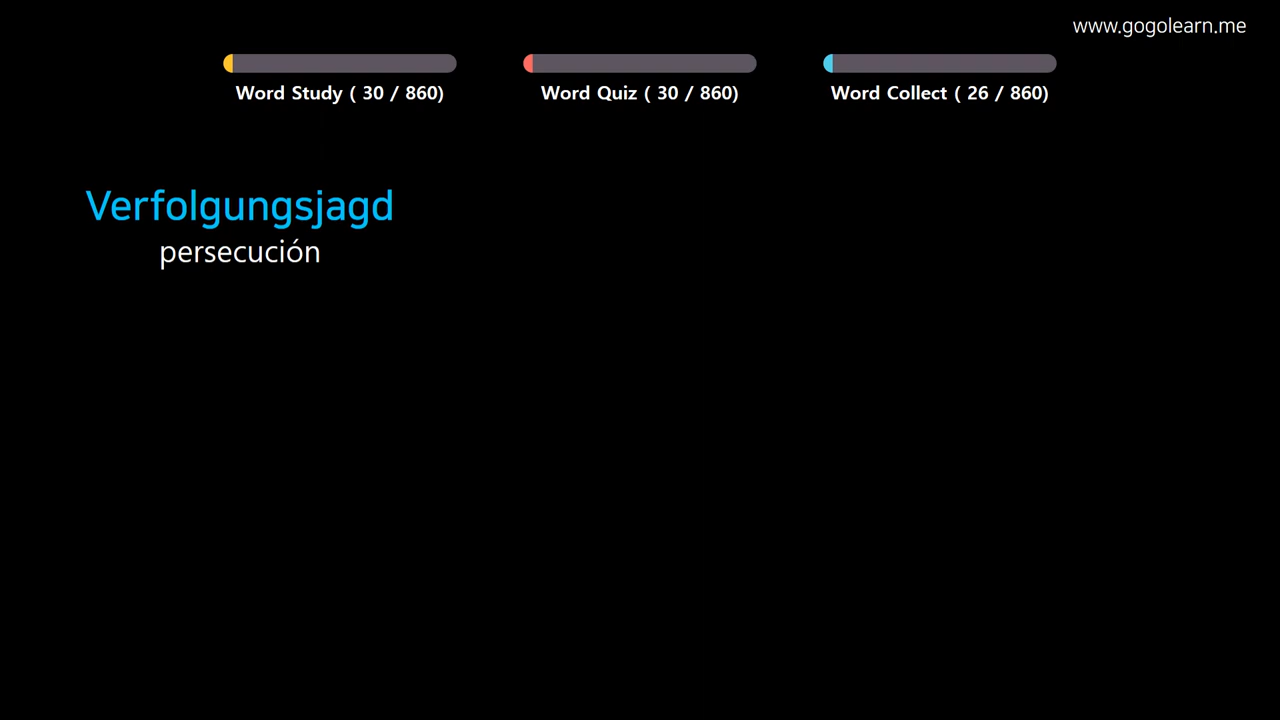 www.gogolearn.me
Word Study ( 30 / 860)
Word Quiz ( 30 / 860)
Word Collect ( 26 / 860)
Verfolgungsjagd
persecución